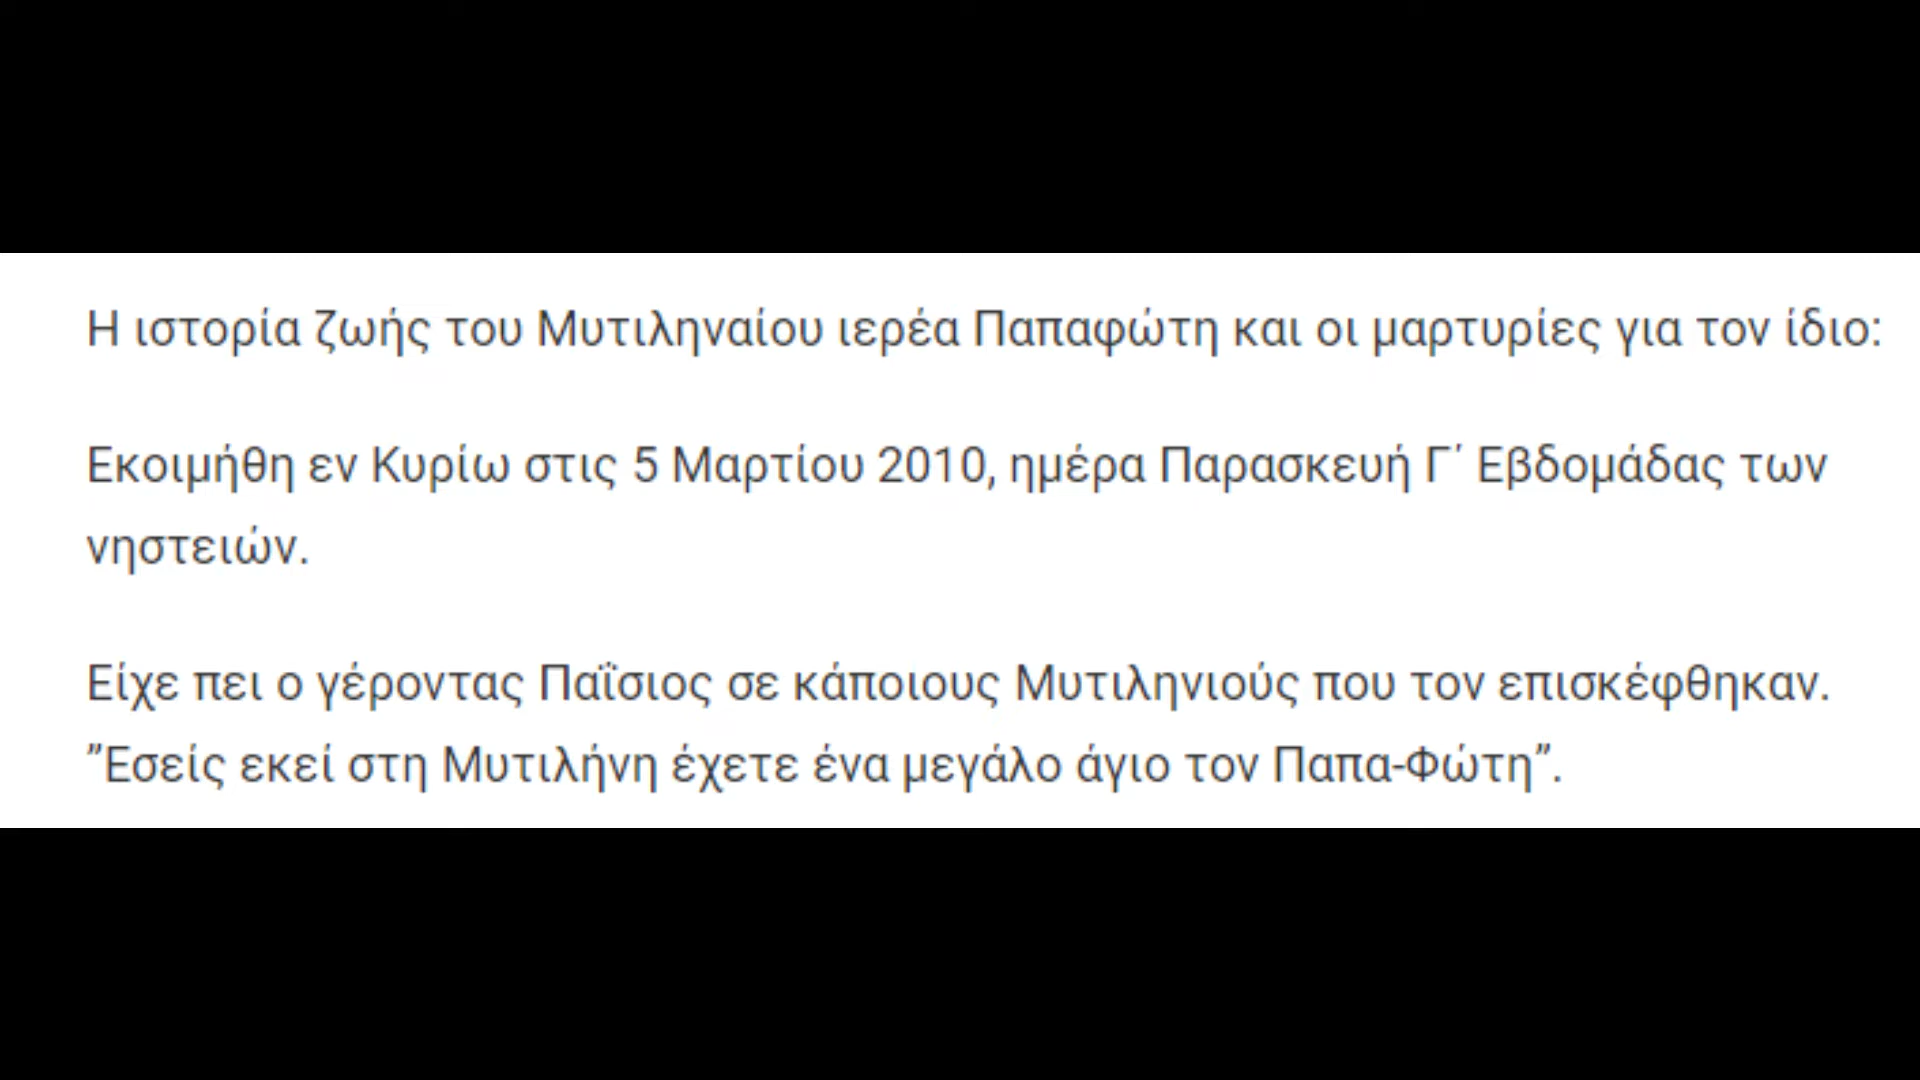 Η ιστορία ζωής του Μυτιληναίου ιερέα Παπαφώτη και οι μαρτυρίες για τον ίδιο:
Εκοιμήθη εν Κυρίω στις 5 Μαρτίου 2010, ημέρα Παρασκευή Γ΄ Εβδομάδας των
νηστειών.
Είχε πει ο γέροντας Παΐσιος σε κάποιους Μυτιληνιούς που τον επισκέφθηκαν.
”Εσείς εκεί στη Μυτιλήνη έχετε ένα μεγάλο άγιο τον Παπα-Φώτη”.